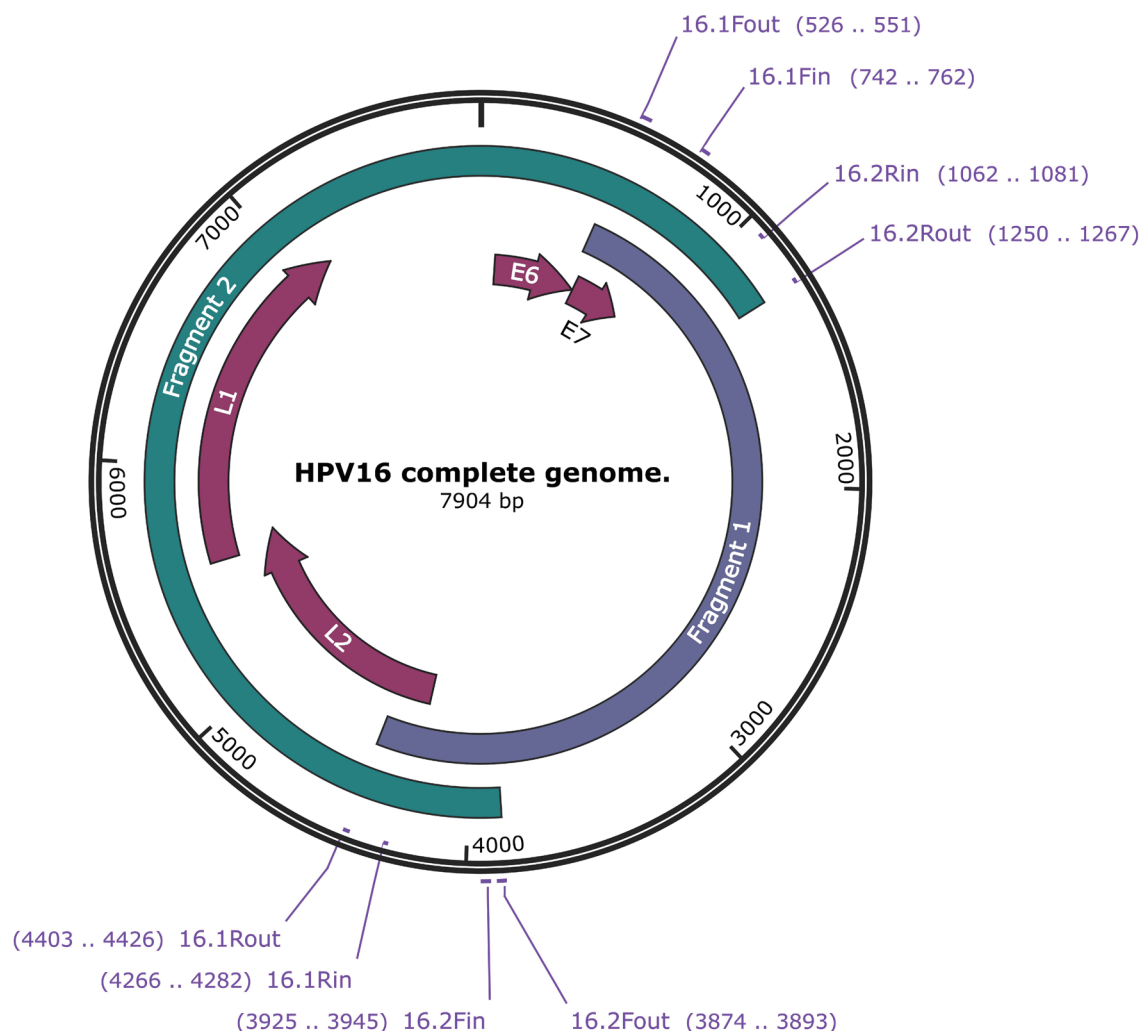 16.1Fout (526 .. 551)
16.1Fin (742 .. 762)
16.2Rin (1062 .. 1081)
16.2Rout (1250 .. 1267)
1000
7000
E6
E7
Fragment 2
L1
HPV16 complete genome.
7904 bp
2000
6000
Fragment 1
L2
3000
5000
4000
(4403 .. 4426) 16.1Rout
(4266 .. 4282) 16.1Rin
(3925 .. 3945) 16.2Fin
16.2Fout (3874 .. 3893)